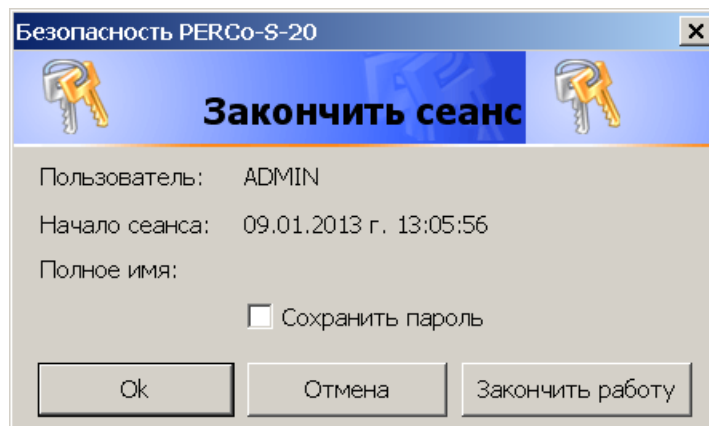 Безопасность PERCo-S-20
Закончить сеанс
Пользователь: ADMIN
Начало сеанса: 09.01.2013 г. 13:05:56
Полное имя:
Сохранить пароль
Ok Отмена Закончить работу